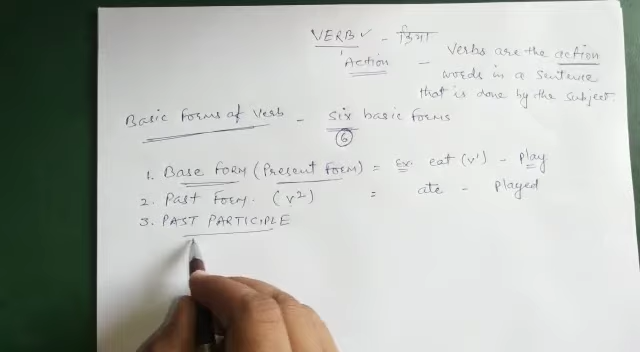 VERB ✓ - क्रिया
Action - Verbs are the action
words in a sentence
that is done by the subject.
Basic Forms of Verb - six basic forms
6
1. BASE FORM (Present Form) = Ex. eat (v¹) - Play
2. Past Form. (v²) = ate - Played
3. PAST PARTICIPLE